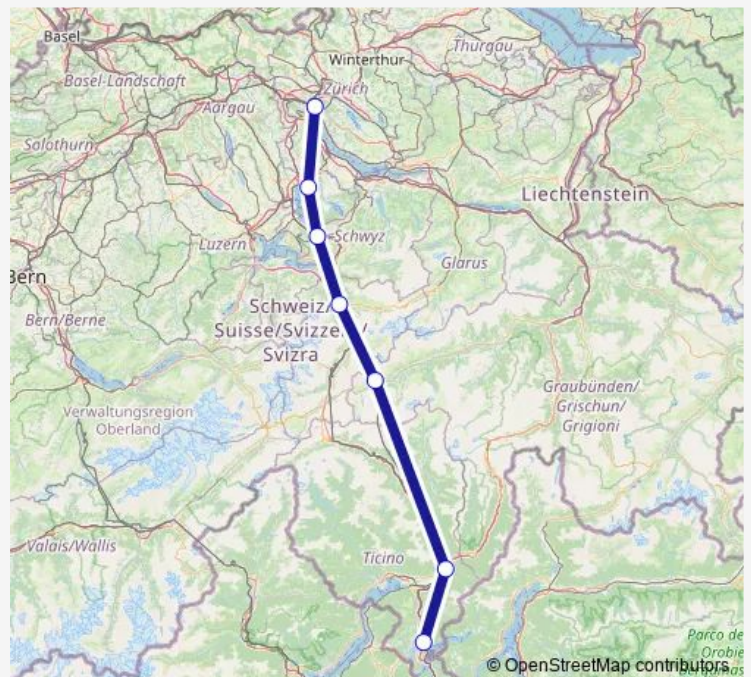 Basel
Winterthur
Thurgau
Basel-Landschaft
Zürich
Aargau
Solothurn
Liechtenstein
Luzern
Schwyz
Glarus
Bern
Schweiz/
Suisse/Svizze /
Svizra
Bern/Berne
Graubünden/
Grischun/
Grigioni
Verwaltungsregion
Oberland
Valais/Wallis
Ticino
Parco de
Orobie
© OpenStreetMap contributors